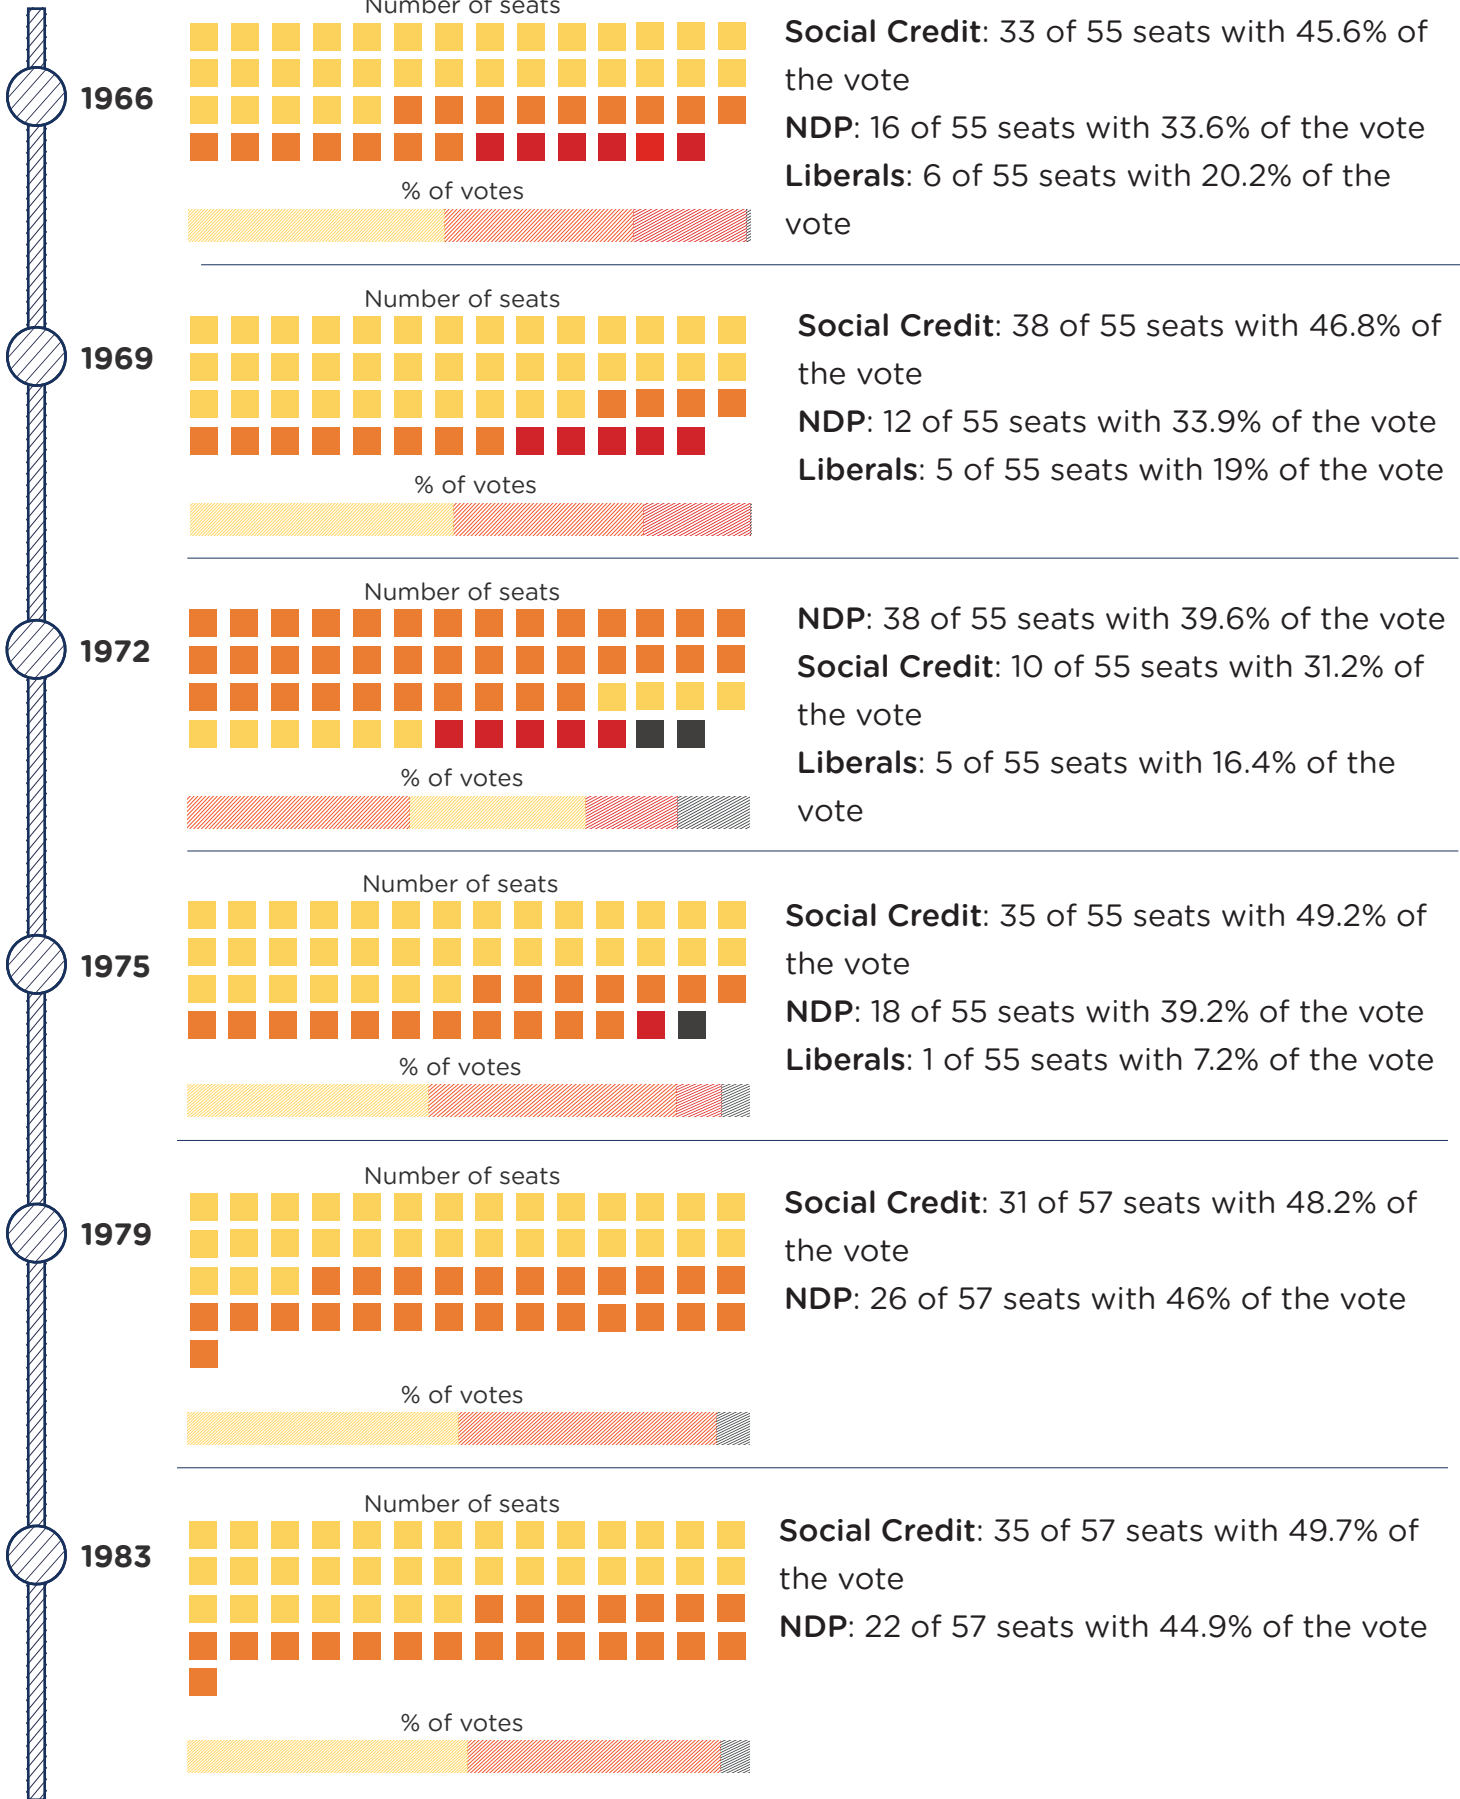 Number of seats
1966
Social Credit: 33 of 55 seats with 45.6% of
the vote
NDP: 16 of 55 seats with 33.6% of the vote
Liberals: 6 of 55 seats with 20.2% of the
vote
% of votes
Number of seats
1969
Social Credit: 38 of 55 seats with 46.8% of
the vote
NDP: 12 of 55 seats with 33.9% of the vote
Liberals: 5 of 55 seats with 19% of the vote
% of votes
Number of seats
1972
NDP: 38 of 55 seats with 39.6% of the vote
Social Credit: 10 of 55 seats with 31.2% of
the vote
Liberals: 5 of 55 seats with 16.4% of the
vote
% of votes
Number of seats
1975
Social Credit: 35 of 55 seats with 49.2% of
the vote
NDP: 18 of 55 seats with 39.2% of the vote
Liberals: 1 of 55 seats with 7.2% of the vote
% of votes
Number of seats
1979
Social Credit: 31 of 57 seats with 48.2% of
the vote
NDP: 26 of 57 seats with 46% of the vote
% of votes
Number of seats
1983
Social Credit: 35 of 57 seats with 49.7% of
the vote
NDP: 22 of 57 seats with 44.9% of the vote
% of votes